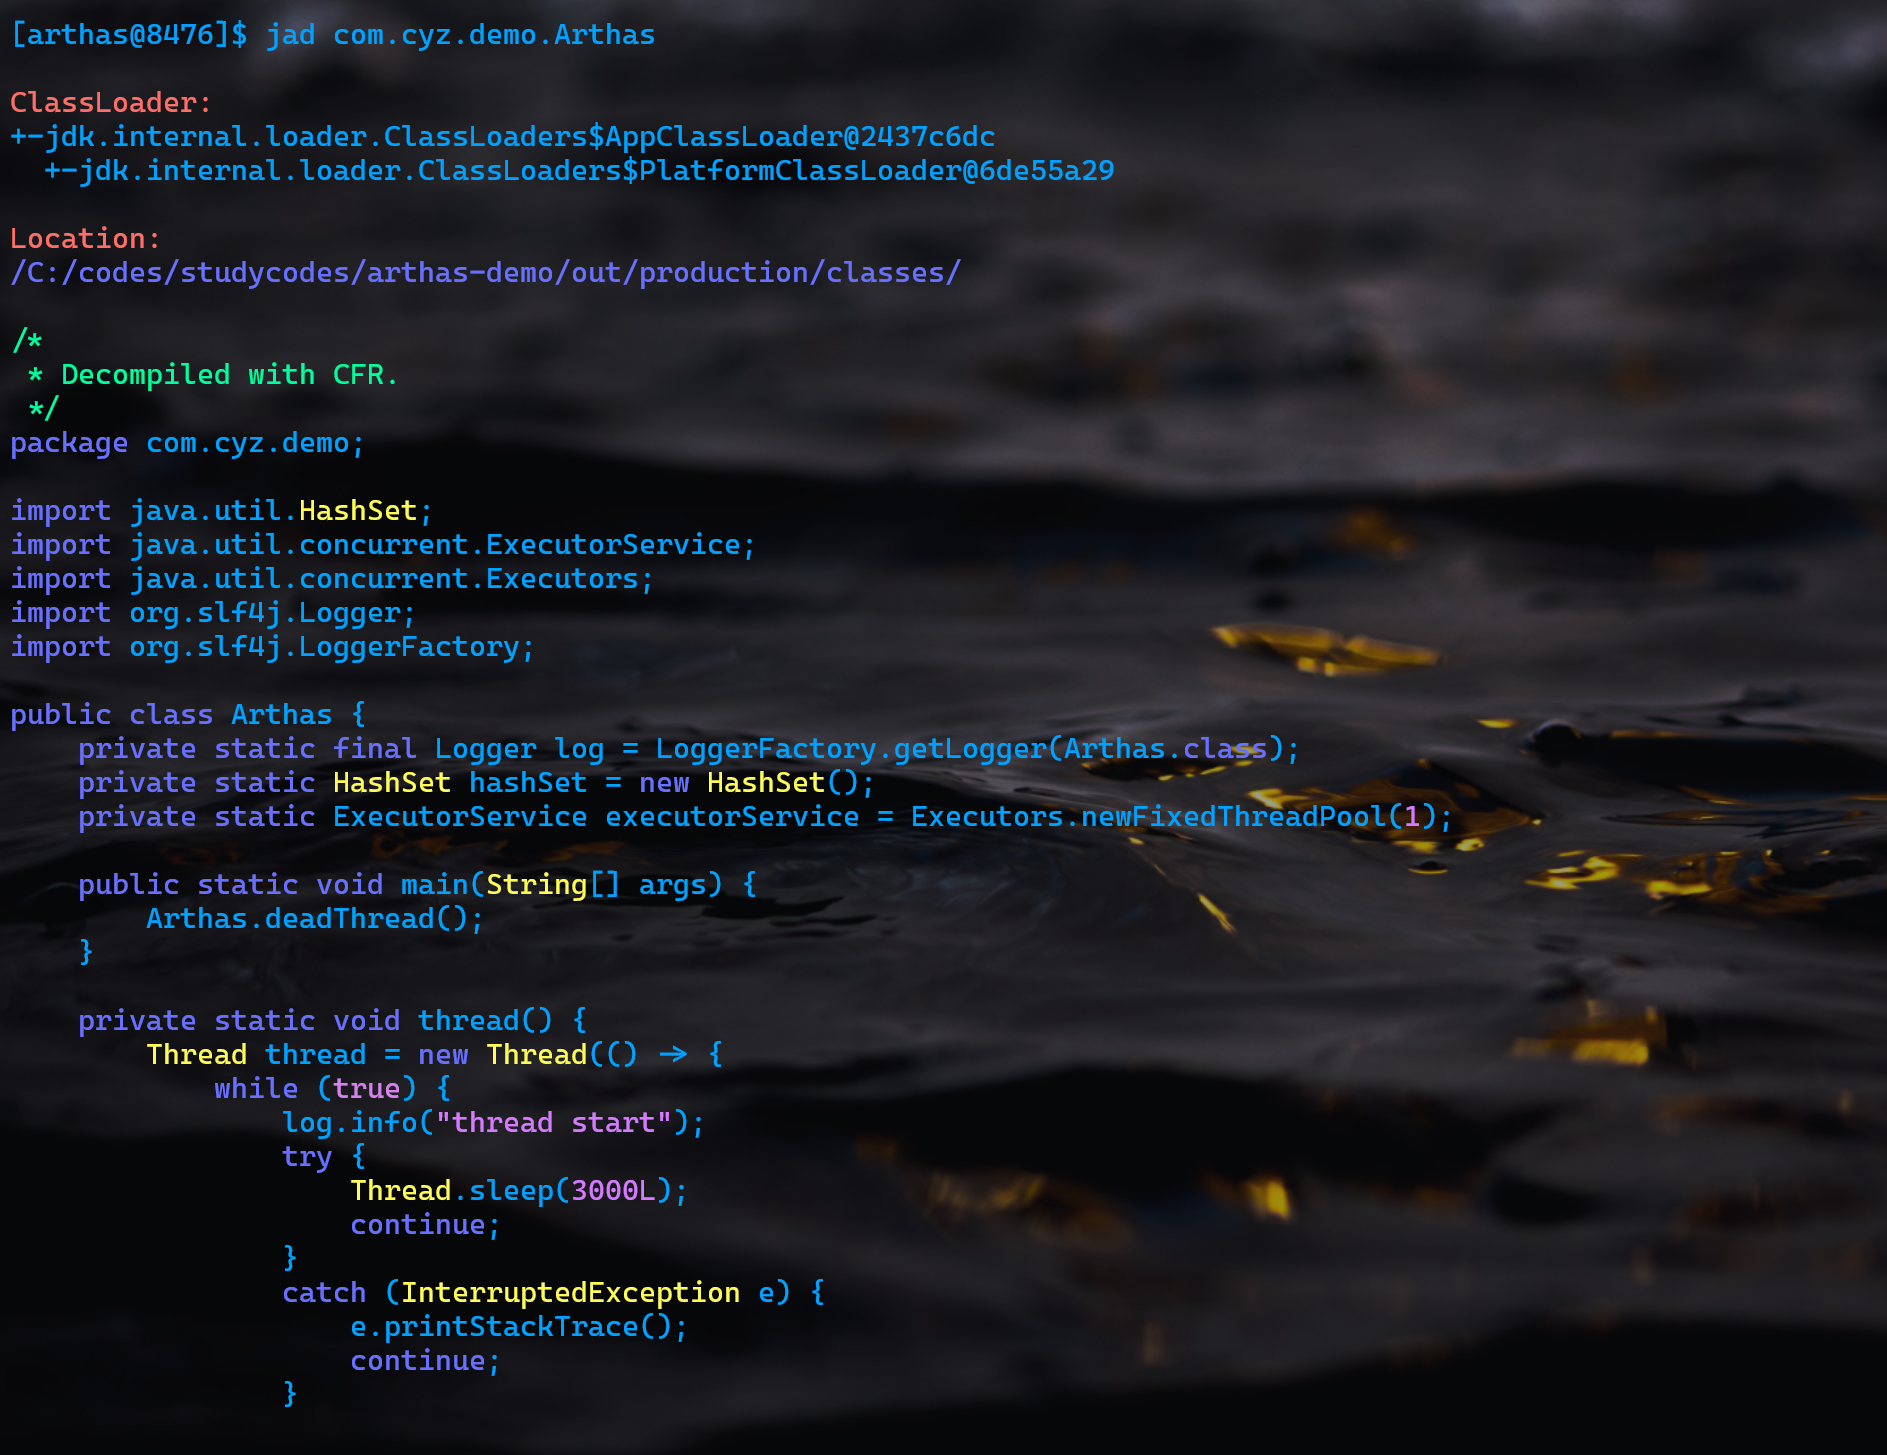 [arthas@8476]$ jad com.cyz.demo.Arthas

ClassLoader:
+-jdk.internal.loader.ClassLoaders$AppClassLoader@2437c6dc
  +-jdk.internal.loader.ClassLoaders$PlatformClassLoader@6de55a29

Location:
/C:/codes/studycodes/arthas-demo/out/production/classes/

/*
 * Decompiled with CFR.
 */
package com.cyz.demo;

import java.util.HashSet;
import java.util.concurrent.ExecutorService;
import java.util.concurrent.Executors;
import org.slf4j.Logger;
import org.slf4j.LoggerFactory;

public class Arthas {
    private static final Logger log = LoggerFactory.getLogger(Arthas.class);
    private static HashSet hashSet = new HashSet();
    private static ExecutorService executorService = Executors.newFixedThreadPool(1);

    public static void main(String[] args) {
        Arthas.deadThread();
    }

    private static void thread() {
        Thread thread = new Thread(() -> {
            while (true) {
                log.info("thread start");
                try {
                    Thread.sleep(3000L);
                    continue;
                }
                catch (InterruptedException e) {
                    e.printStackTrace();
                    continue;
                }